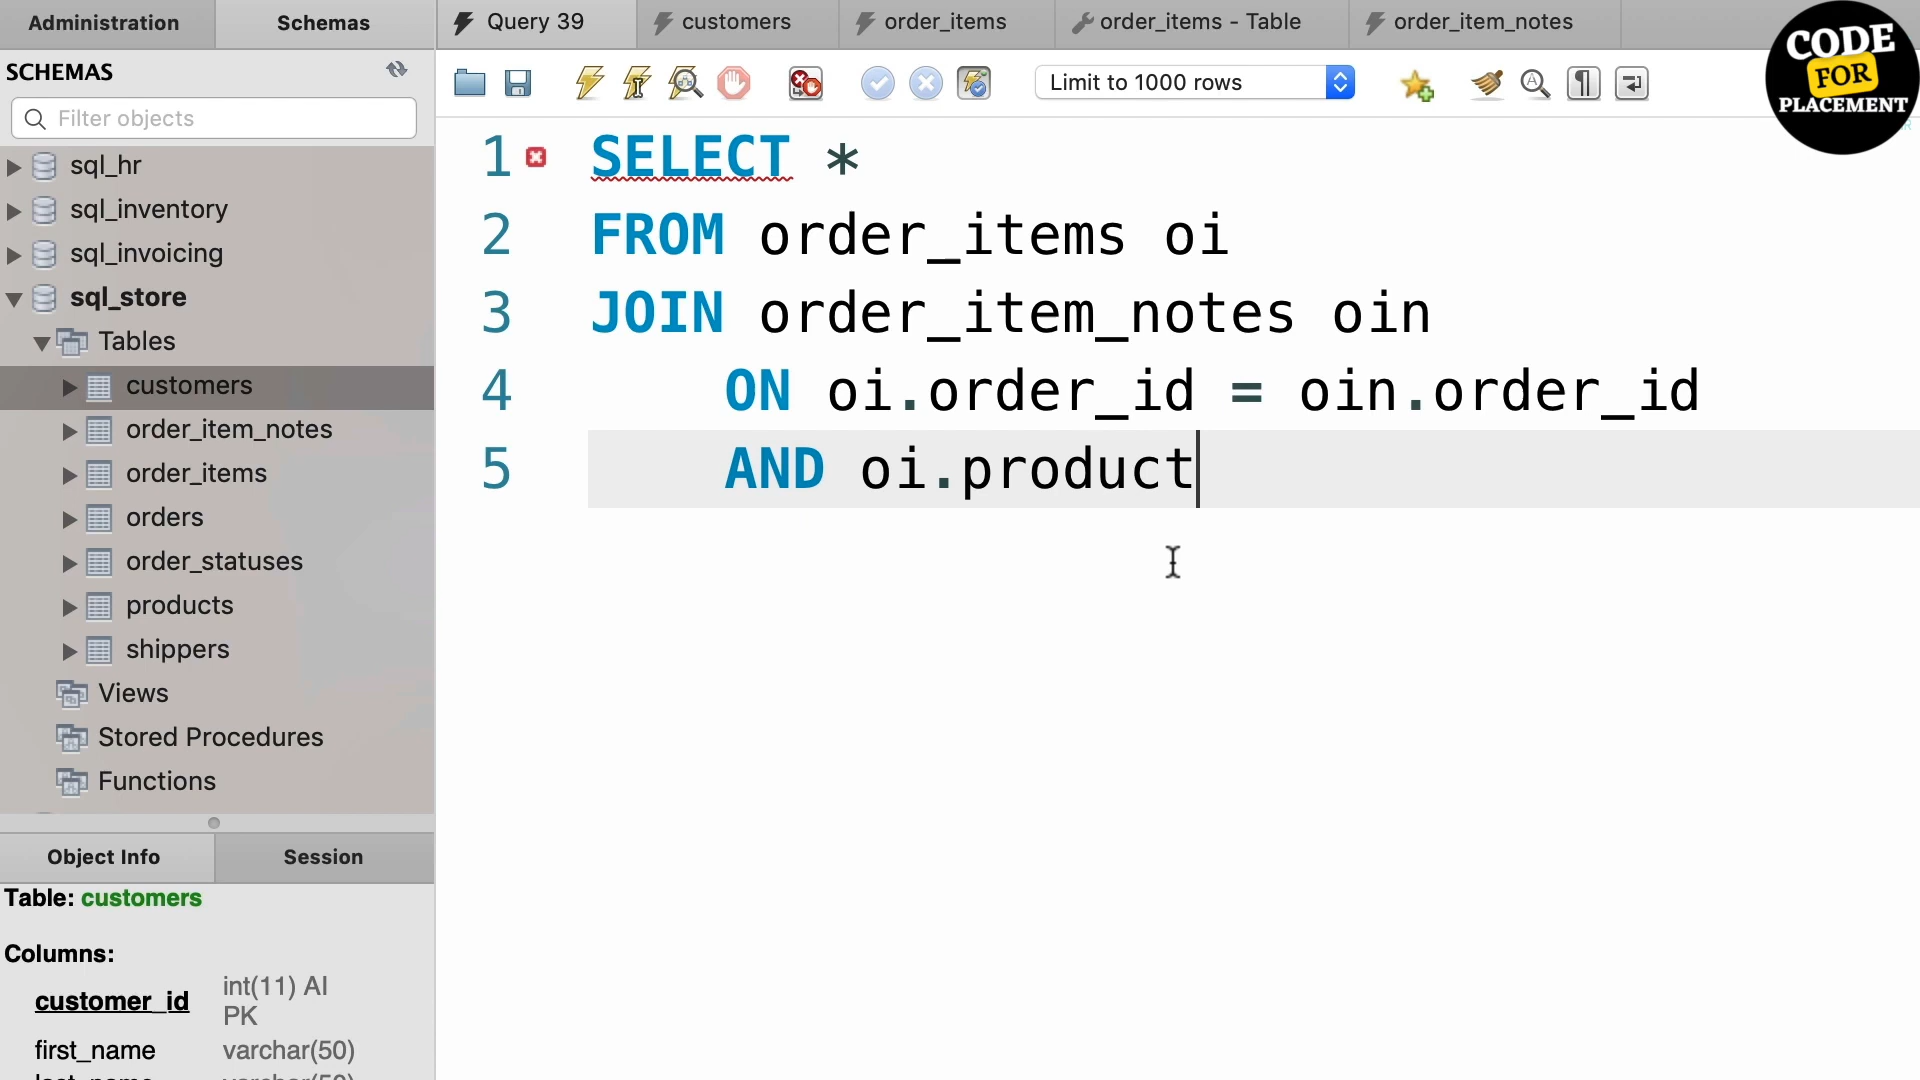 Administration
Schemas
Query 39
customers
order_items
order_items - Table
order_item_notes
CODE
FOR
PLACEMENT
SCHEMAS
Limit to 1000 rows
Filter objects
sql_hr
sql_inventory
sql_invoicing
sql_store
Tables
customers
order_item_notes
order_items
orders
order_statuses
products
shippers
Views
Stored Procedures
Functions
1 SELECT *
2 FROM order_items oi
3 JOIN order_item_notes oin
4 ON oi.order_id = oin.order_id
5 AND oi.product
Object Info
Session
Table: customers
Columns:
customer_id int(11) AI
PK
first_name varchar(50)